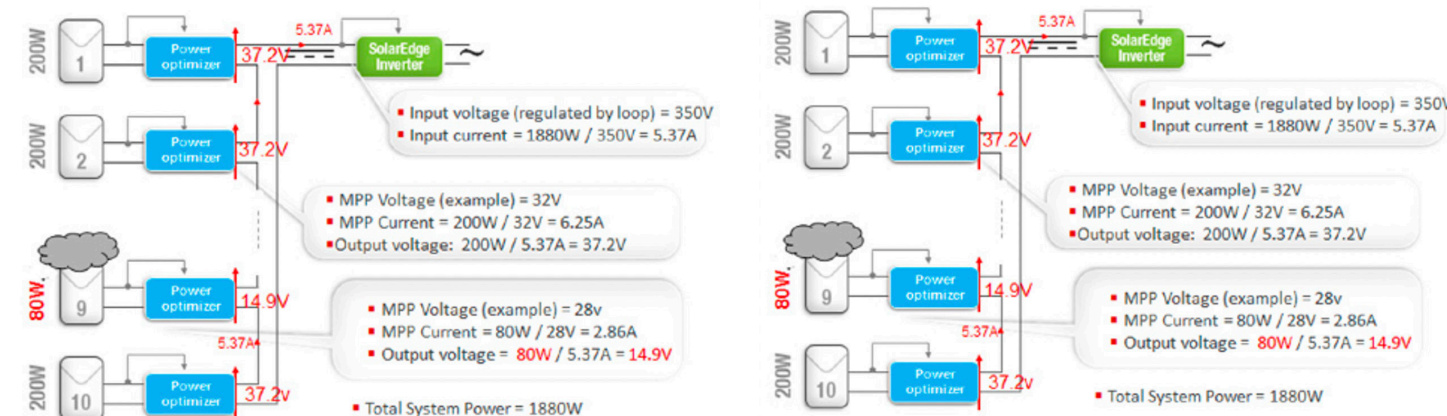 5.37A
200W
1
Power
optimizer
37.2V
SolarEdge
Inverter
~
▪ Input voltage (regulated by loop) = 350V
▪ Input current = 1880W / 350V = 5.37A
200W
2
Power
optimizer
37.2V
▪ MPP Voltage (example) = 32V
▪ MPP Current = 200W / 32V = 6.25A
▪Output voltage: 200W / 5.37A = 37.2V
80W.
9
Power
optimizer
14.9V
▪ MPP Voltage (example) = 28v
▪ MPP Current = 80W / 28V = 2.86A
▪ Output voltage = 80W / 5.37A = 14.9V
5.37A
200W
10
Power
optimizer
37.2v
▪ Total System Power = 1880W
5.37A
200W
1
Power
optimizer
37.2V
SolarEdge
Inverter
~
▪ Input voltage (regulated by loop) = 350V
▪ Input current = 1880W / 350V = 5.37A
200W
2
Power
optimizer
37.2V
▪ MPP Voltage (example) = 32V
▪ MPP Current = 200W / 32V = 6.25A
▪Output voltage: 200W / 5.37A = 37.2V
80W.
9
Power
optimizer
14.9V
▪ MPP Voltage (example) = 28v
▪ MPP Current = 80W / 28V = 2.86A
▪ Output voltage = 80W / 5.37A = 14.9V
5.37A
200W
10
Power
optimizer
37.2v
▪ Total System Power = 1880W